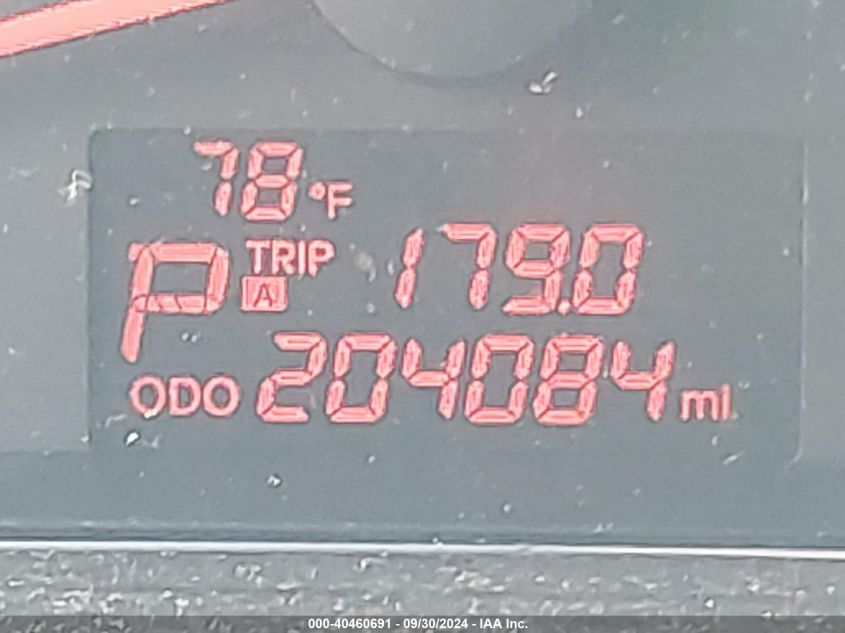 78°F
P TRIP A 179.0
ODO 204084 mi
000-40460691 - 09/30/2024 - IAA Inc.